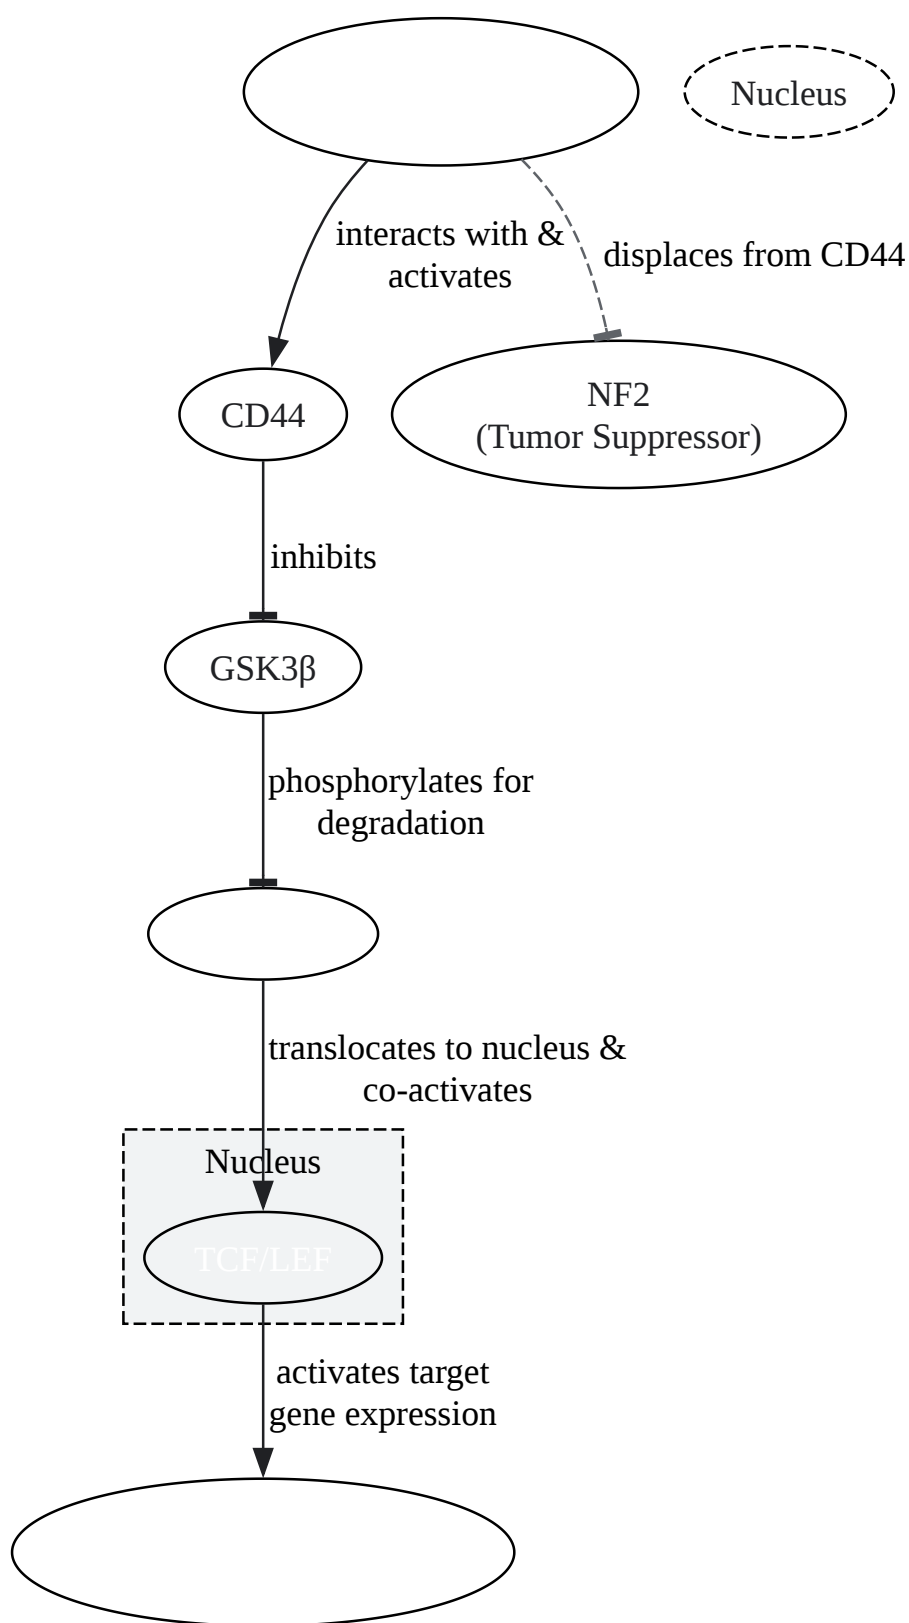 Nucleus
interacts with &
activates
displaces from CD44
CD44
NF2
(Tumor Suppressor)
inhibits
GSK3β
phosphorylates for
degradation
translocates to nucleus &
co-activates
Nucleus
TCF/LEF
activates target
gene expression